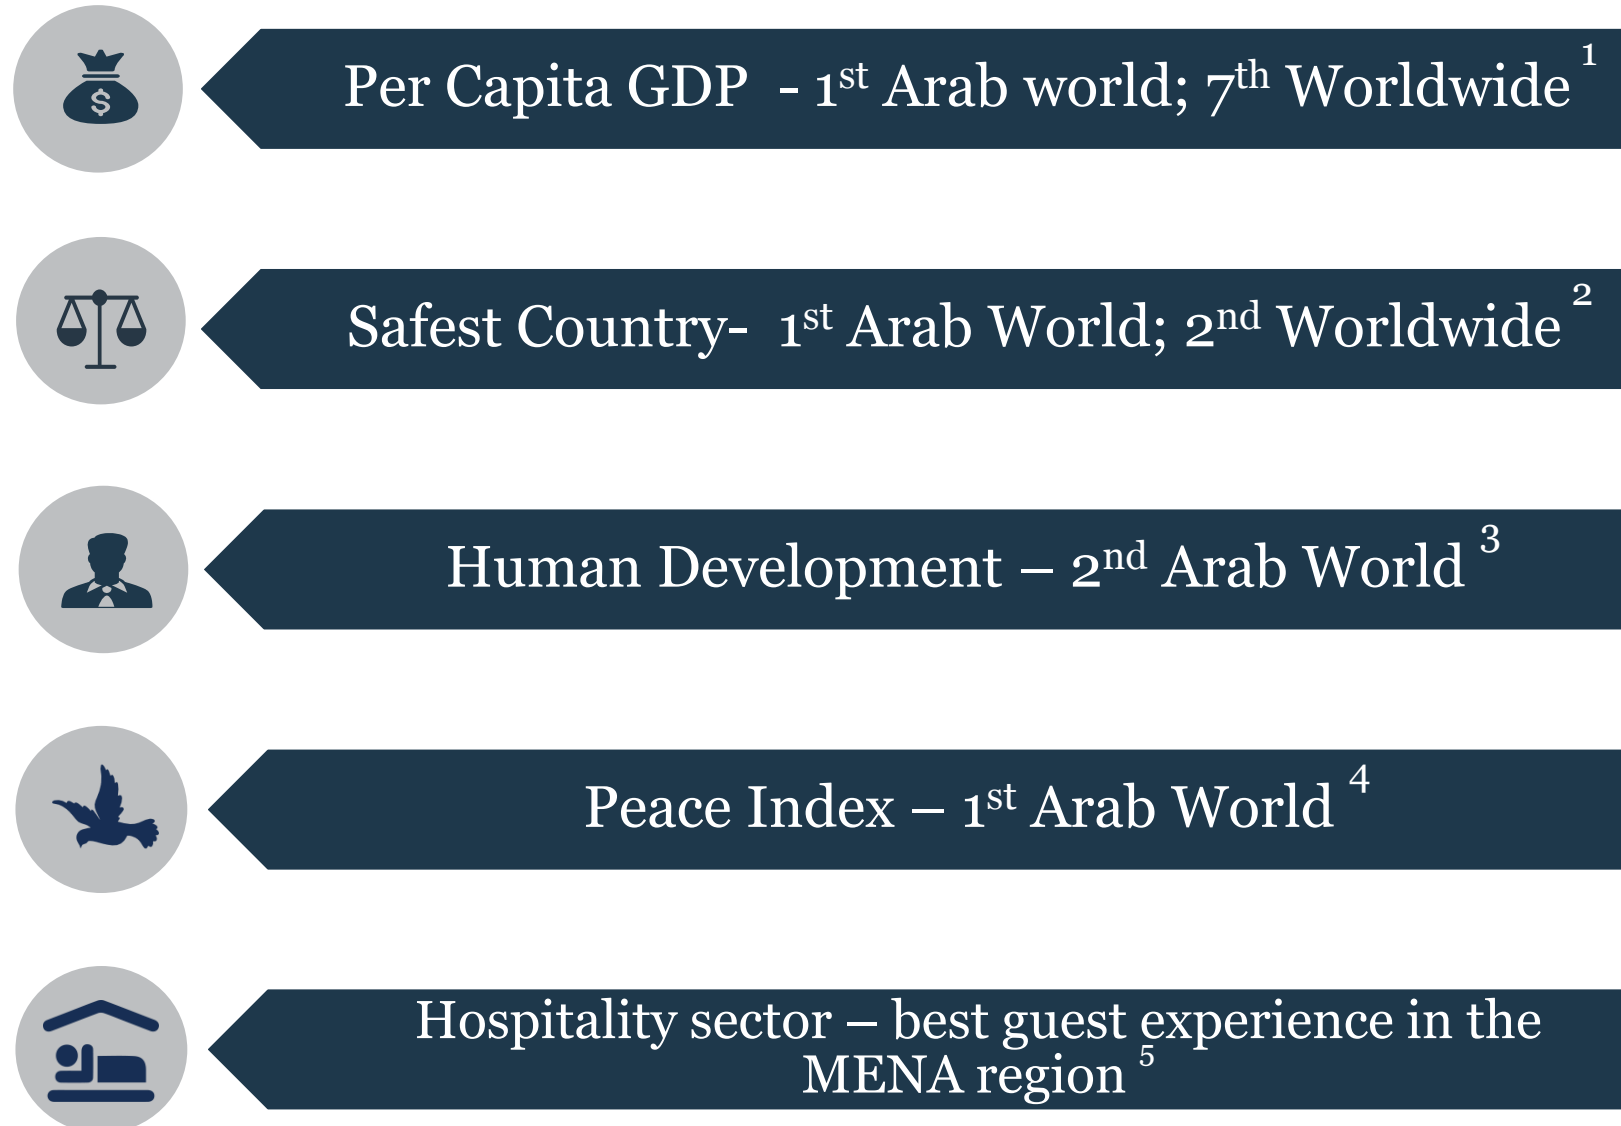 $
Per Capita GDP - 1st Arab world; 7th Worldwide 1
Safest Country- 1st Arab World; 2nd Worldwide 2
Human Development – 2nd Arab World 3
Peace Index – 1st Arab World 4
Hospitality sector – best guest experience in the
MENA region 5